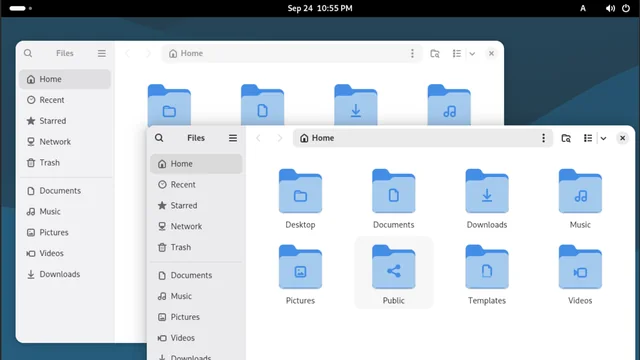 Sep 24 10:55 PM
A
Files
Home
Home
Recent
Starred
Network
Trash
Documents
Music
Pictures
Videos
Downloads
Files
Home
Home
Recent
Starred
Network
Trash
Documents
Music
Pictures
Videos
Downloads
Desktop
Documents
Downloads
Music
Pictures
Public
Templates
Videos